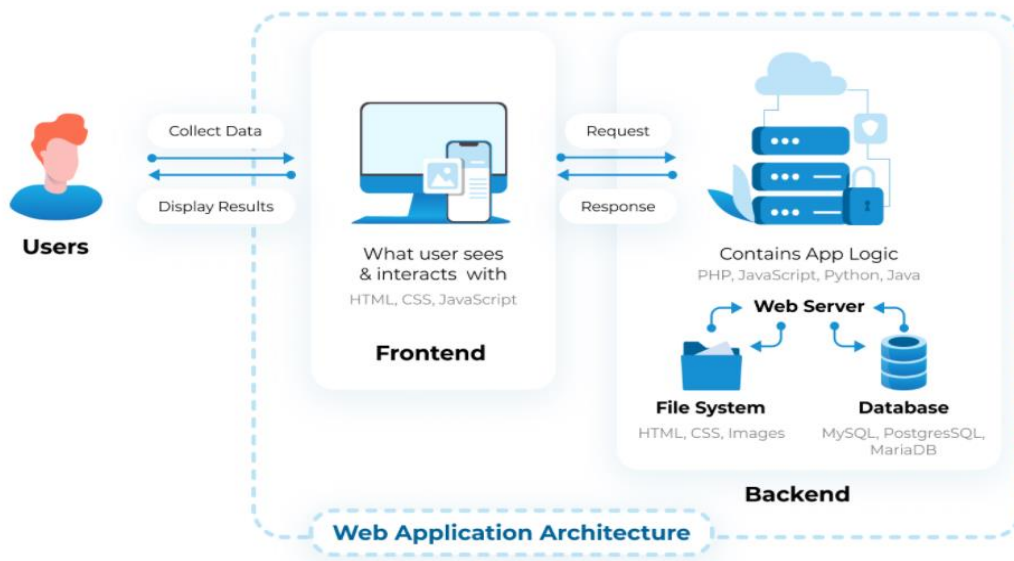 Collect Data
Display Results
Users
What user sees
& interacts with
HTML, CSS, JavaScript
Frontend
Request
Response
Contains App Logic
PHP, JavaScript, Python, Java
Web Server
File System
HTML, CSS, Images
Database
MySQL, PostgresSQL,
MariaDB
Backend
Web Application Architecture